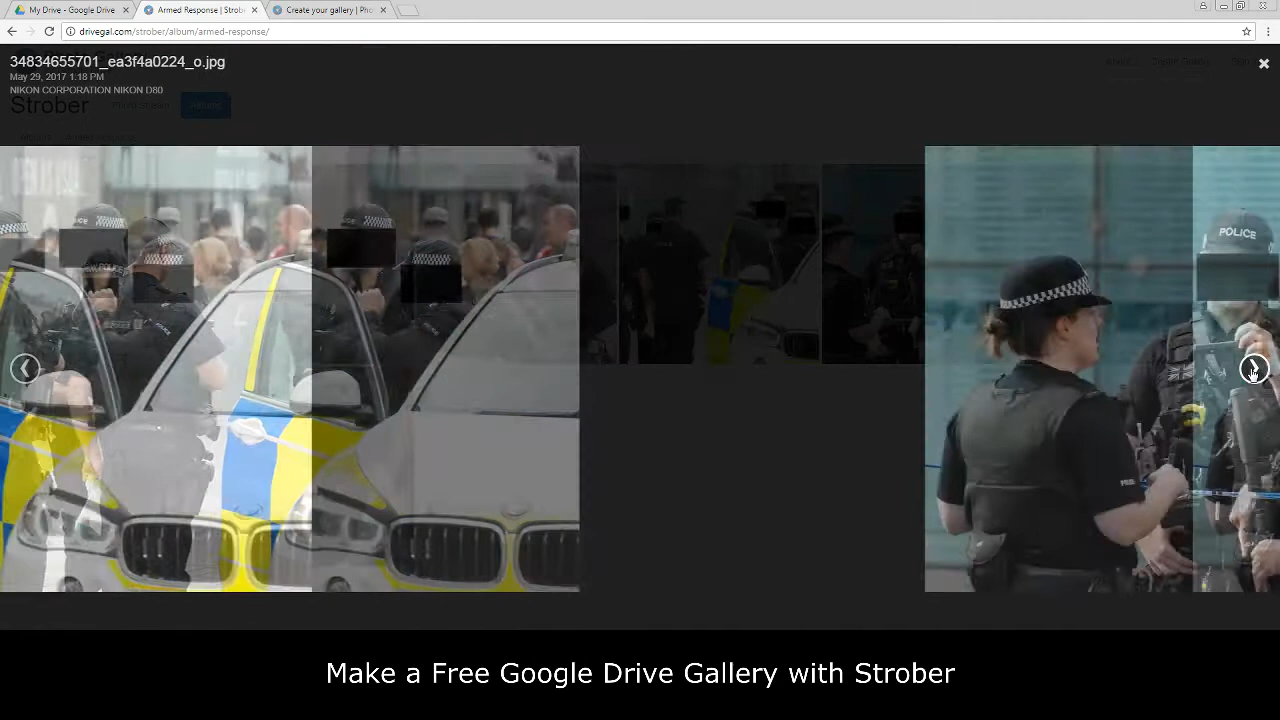 My Drive - Google Drive
Armed Response | Strob
Create your gallery | Pho
drivegal.com/strober/album/armed-response/
34834655701_ea3f4a0224_o.jpg
May 29, 2017 1:18 PM
NIKON CORPORATION NIKON D80
Strober
Albums
POLICE
POLICE
POLICE
Make a Free Google Drive Gallery with Strober